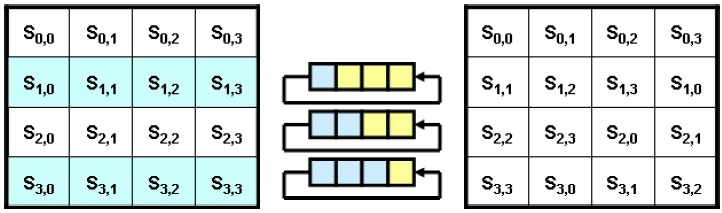 S0,0 S0,1 S0,2 S0,3 S0,0 S0,1 S0,2 S0,3
S1,0 S1,1 S1,2 S1,3 S1,1 S1,2 S1,3 S1,0
S2,0 S2,1 S2,2 S2,3 S2,2 S2,3 S2,0 S2,1
S3,0 S3,1 S3,2 S3,3 S3,3 S3,0 S3,1 S3,2